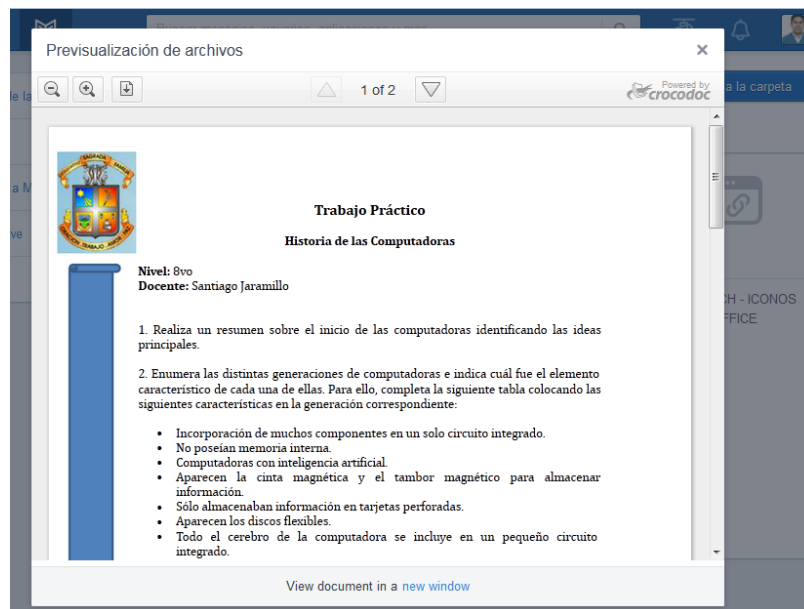 Previsualización de archivos
×
1 of 2
Powered by
crocodoc
Trabajo Práctico
Historia de las Computadoras
Nivel: 8vo
Docente: Santiago Jaramillo
1. Realiza un resumen sobre el inicio de las computadoras identificando las ideas
principales.
2. Enumera las distintas generaciones de computadoras e indica cuál fue el elemento
característico de cada una de ellas. Para ello, completa la siguiente tabla colocando las
siguientes características en la generación correspondiente:
• Incorporación de muchos componentes en un solo circuito integrado.
• No poseían memoria interna.
• Computadoras con inteligencia artificial.
• Aparecen la cinta magnética y el tambor magnético para almacenar
información.
• Sólo almacenaban información en tarjetas perforadas.
• Aparecen los discos flexibles.
• Todo el cerebro de la computadora se incluye en un pequeño circuito
integrado.
View document in a new window
a la carpeta
CH - ICONOS
FFICE
de la
a M
ve